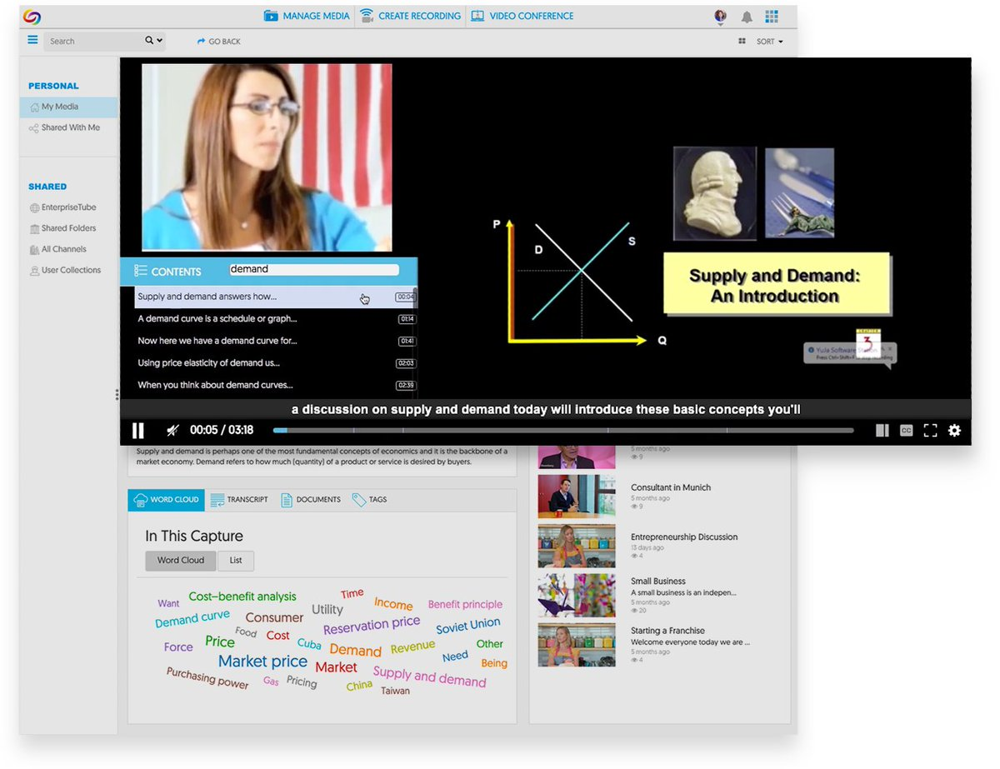 MANAGE MEDIA
CREATE RECORDING
VIDEO CONFERENCE
Search
GO BACK
SORT
PERSONAL
My Media
Shared With Me
SHARED
EnterpriseTube
Shared Folders
All Channels
User Collections
CONTENTS
demand
Supply and demand answers how...
00:04
A demand curve is a schedule or graph...
01:14
Now here we have a demand curve for...
01:41
Using price elasticity of demand us...
02:03
When you think about demand curves...
02:39
P
D
S
Q
Supply and Demand:
An Introduction
3
YuJa Software Station
a discussion on supply and demand today will introduce these basic concepts you'll
00:05 / 03:18
CC
Supply and demand is perhaps one of the most fundamental concepts of economics and it is the backbone of a
market economy. Demand refers to how much (quantity) of a product or service is desired by buyers.
WORD CLOUD
TRANSCRIPT
DOCUMENTS
TAGS
In This Capture
Word Cloud
List
Want
Cost–benefit analysis
Time
Income
Benefit principle
Demand curve
Consumer
Utility
Reservation price
Soviet Union
Force
Price
Food
Cost
Cuba
Demand
Revenue
Other
Market price
Market
Need
Being
Purchasing power
Gas
Pricing
China
Supply and demand
Taiwan
5 months ago
9
Consultant in Munich
5 months ago
9
Entrepreneurship Discussion
13 days ago
4
Small Business
A small business is an indepen...
5 months ago
20
Starting a Franchise
Welcome everyone today we are ...
5 months ago
4